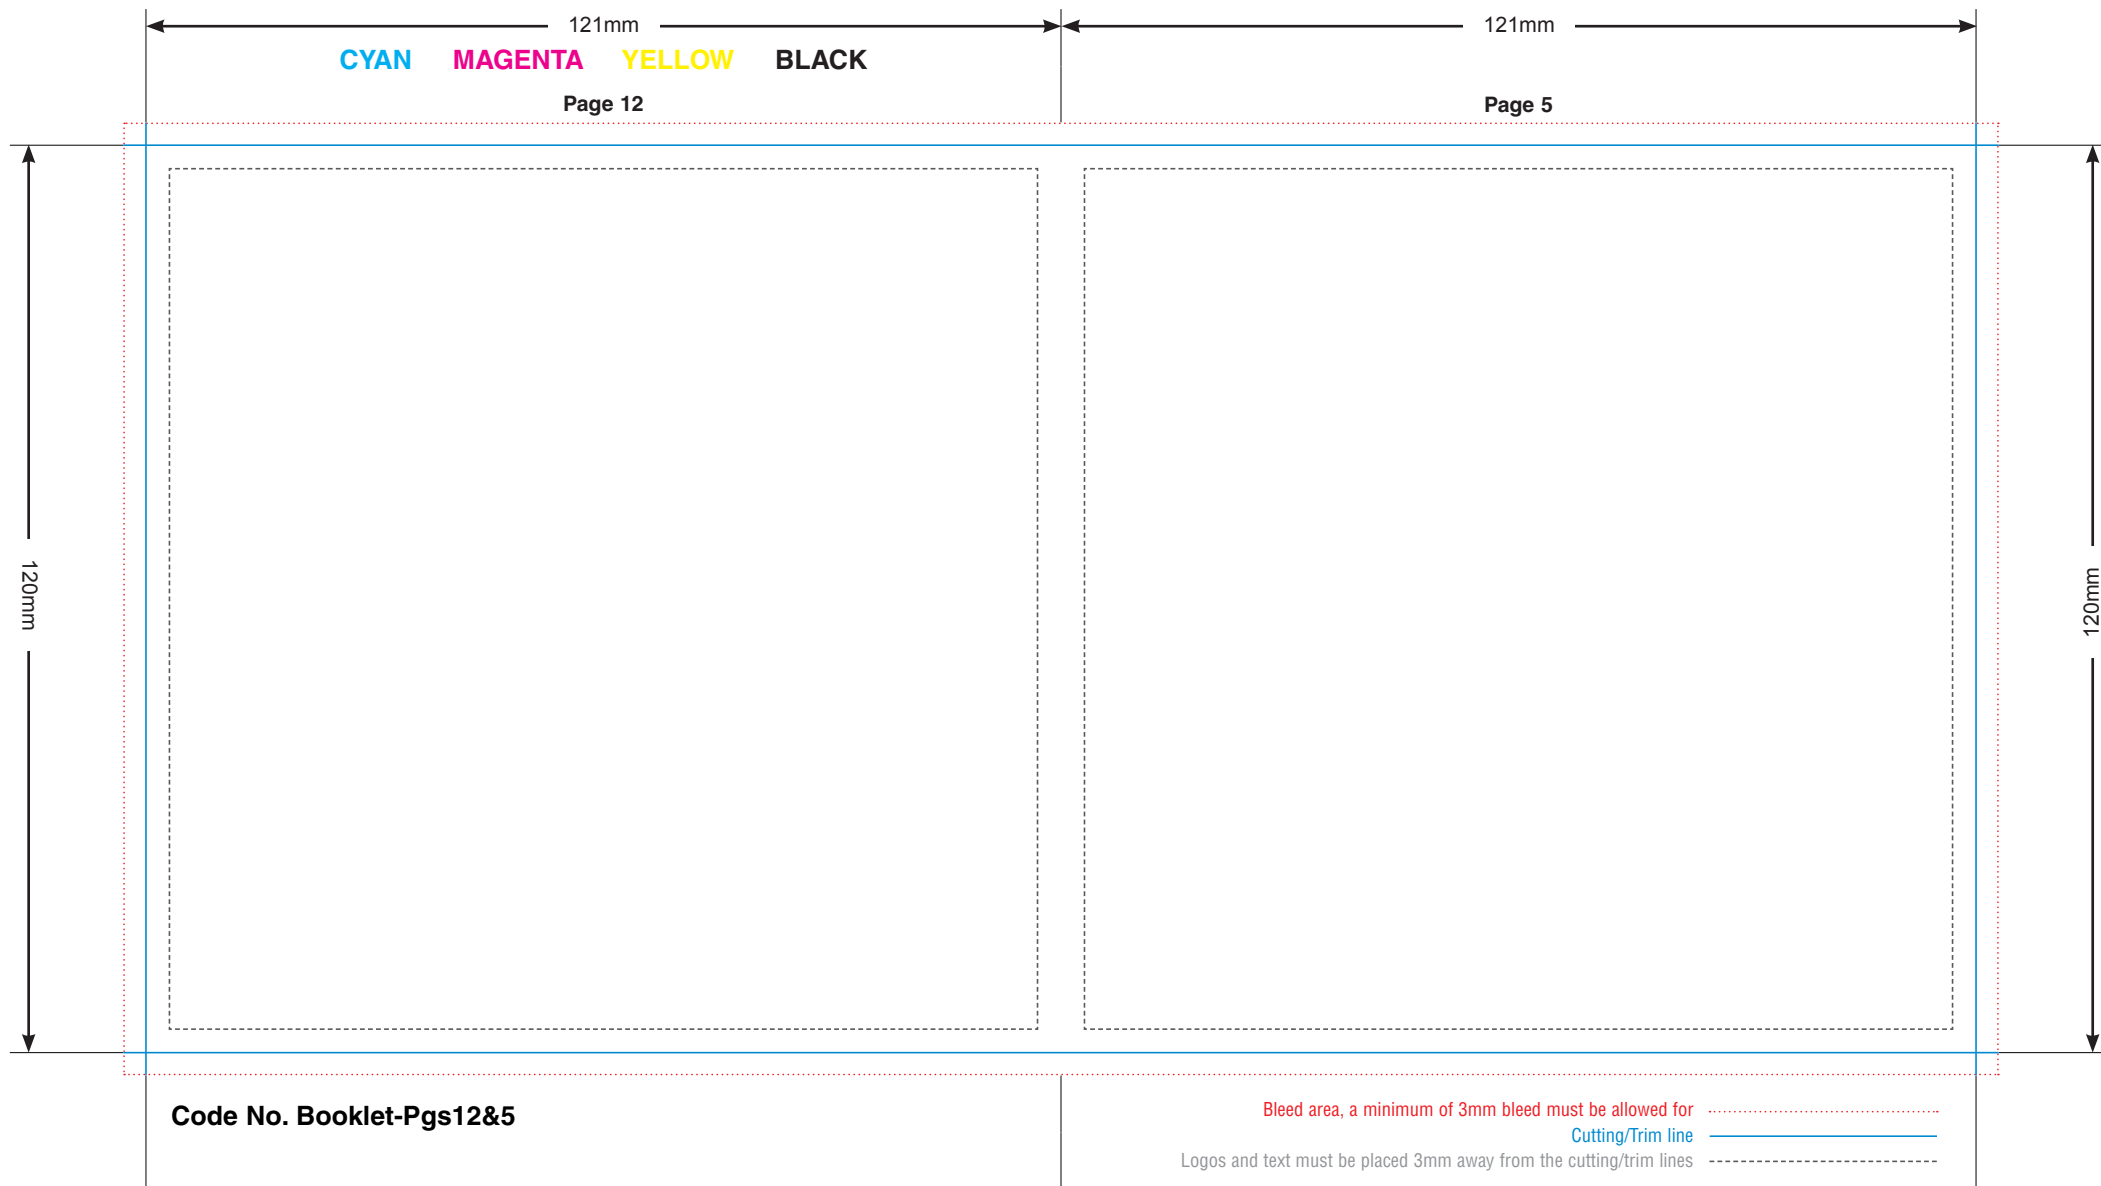 121mm 121mm
CYAN MAGENTA YELLOW BLACK
Page 12 Page 5
120mm 120mm
Code No. Booklet-Pgs12&5
Bleed area, a minimum of 3mm bleed must be allowed for
Cutting/Trim line
Logos and text must be placed 3mm away from the cutting/trim lines